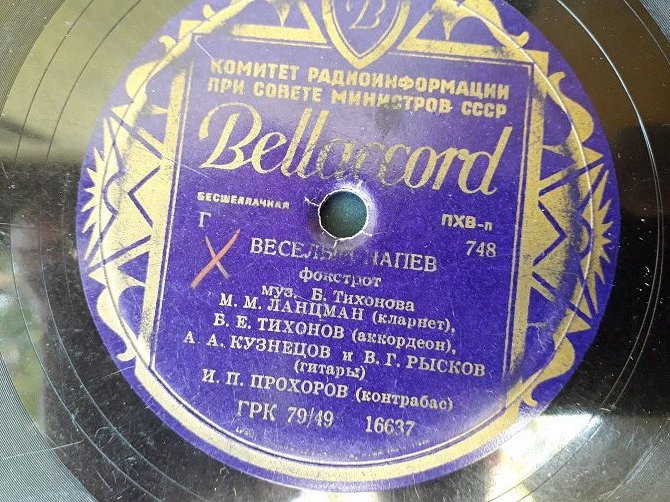 B
КОМИТЕТ РАДИОИНФОРМАЦИИ
ПРИ СОВЕТЕ МИНИСТРОВ СССР
Bellaccord
БЕСШЕЛЛАЧНАЯ ПХВ-п
Г 748
ВЕСЕЛЫЙ НАПЕВ
фокстрот
муз. Б. Тихонова
М. М. ЛАНЦМАН (кларнет),
Б. Е. ТИХОНОВ (аккордеон),
А. А. КУЗНЕЦОВ и В. Г. РЫСКОВ
(гитары)
И. П. ПРОХОРОВ (контрабас)
ГРК 79/49 16637